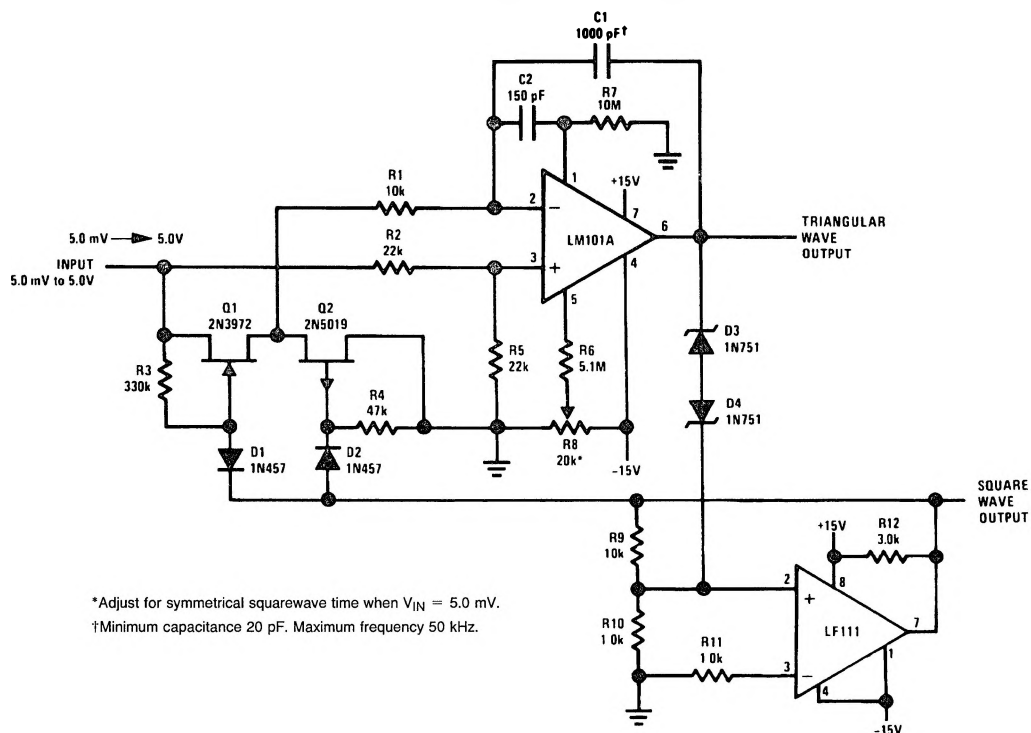 C1
1000 pF†
C2
150 pF
R7
10M
R1
10k
+15V
1
2
7
−
6
TRIANGULAR
WAVE
OUTPUT
LM101A
5.0 mV → 5.0V
INPUT
5.0 mV to 5.0V
R2
22k
3
+
4
5
Q1
2N3972
Q2
2N5019
D3
1N751
R3
330k
R5
22k
R6
5.1M
R4
47k
D4
1N751
D1
1N457
D2
1N457
R8
20k*
−15V
SQUARE
WAVE
OUTPUT
+15V
R12
3.0k
R9
10k
2
8
+
*Adjust for symmetrical squarewave time when VIN = 5.0 mV.
†Minimum capacitance 20 pF. Maximum frequency 50 kHz.
R10
1 0k
LF111
7
R11
1 0k
3
−
1
4
−15V